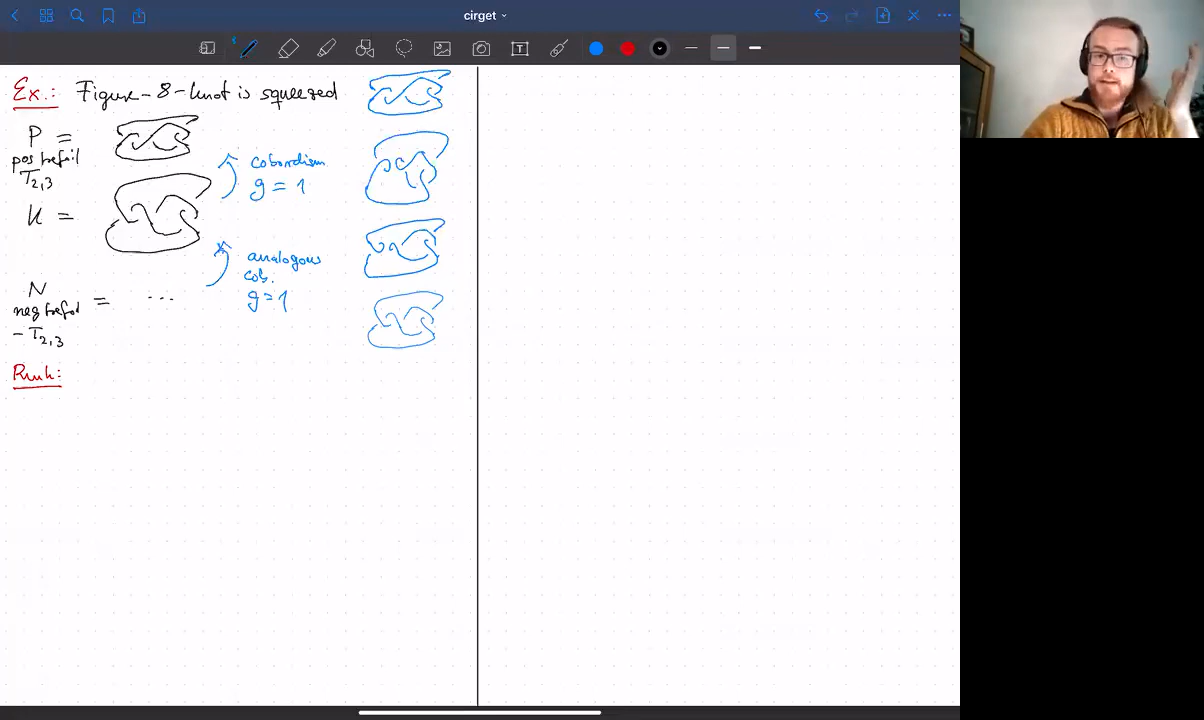 cirget
Ex.: Figure-8-knot is squeezed
P =
pos trefoil
T2,3
cobordism
g = 1
K =
analogous
cob.
g = 1
N = ...
neg trefoil
- T2,3
Rmk: